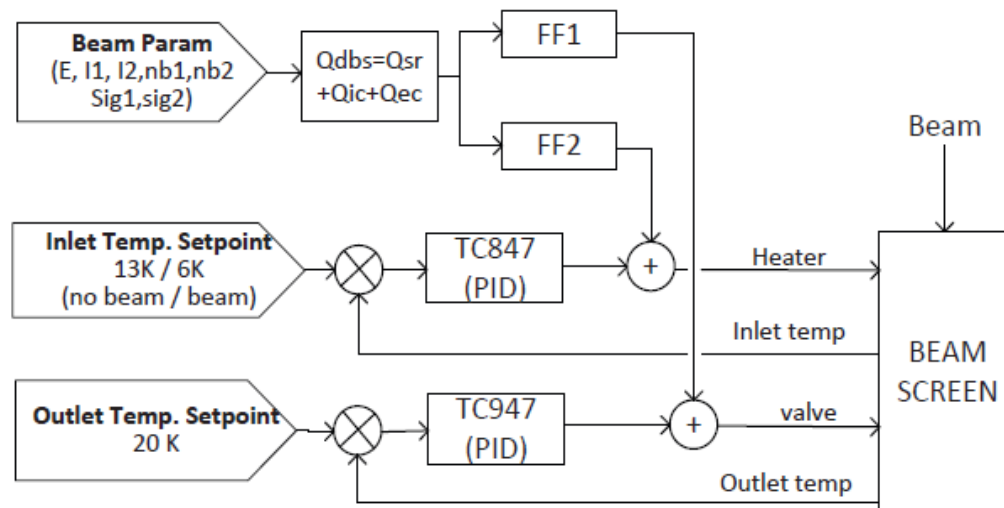 Beam Param
(E, I1, I2,nb1,nb2
Sig1,sig2)
Qdbs=Qsr
+Qic+Qec
FF1
FF2
Beam
Inlet Temp. Setpoint
13K / 6K
(no beam / beam)
TC847
(PID)
+
Heater
Inlet temp
BEAM
SCREEN
Outlet Temp. Setpoint
20 K
TC947
(PID)
+
valve
Outlet temp